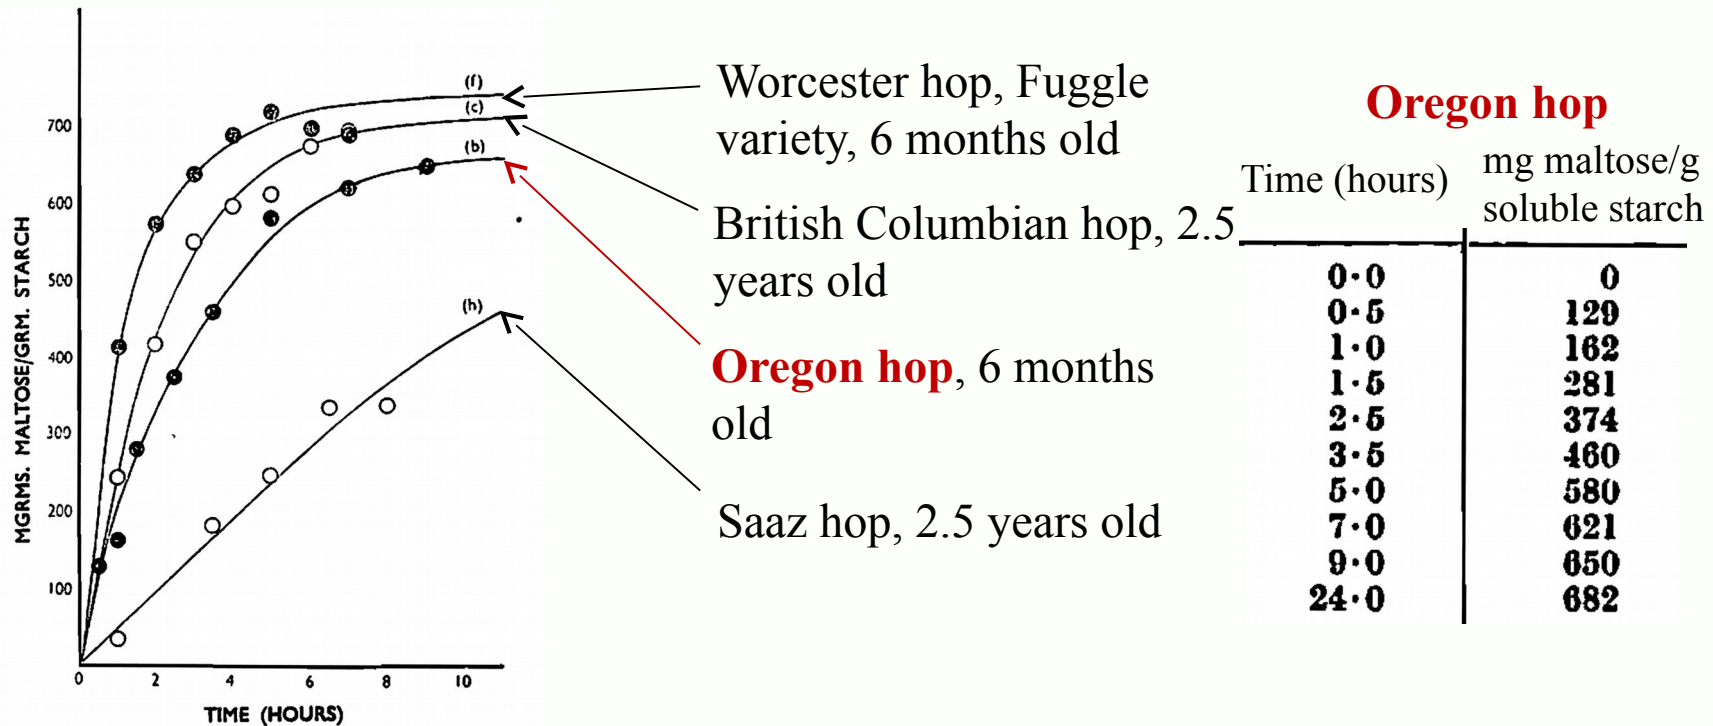 MGRMS. MALTOSE/GRM. STARCH
700
600
500
400
300
200
100
0 2 4 6 8 10
TIME (HOURS)
(f)
(c)
(b)
(h)
Worcester hop, Fuggle
variety, 6 months old
British Columbian hop, 2.5
years old
Oregon hop, 6 months
old
Saaz hop, 2.5 years old
Oregon hop
Time (hours) mg maltose/g
soluble starch
0·0 0
0·5 129
1·0 162
1·5 281
2·5 374
3·5 460
5·0 580
7·0 621
9·0 650
24·0 682